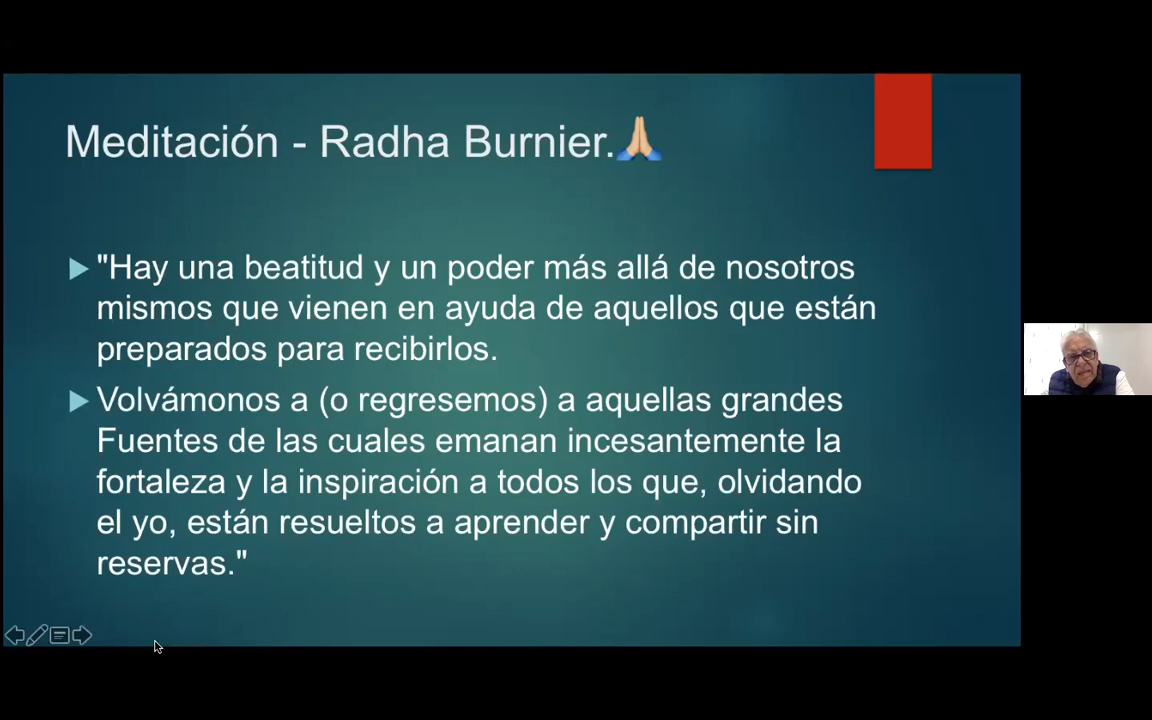 Meditación - Radha Burnier.🙏
"Hay una beatitud y un poder más allá de nosotros
mismos que vienen en ayuda de aquellos que están
preparados para recibirlos.
Volvámonos a (o regresemos) a aquellas grandes
Fuentes de las cuales emanan incesantemente la
fortaleza y la inspiración a todos los que, olvidando
el yo, están resueltos a aprender y compartir sin
reservas."